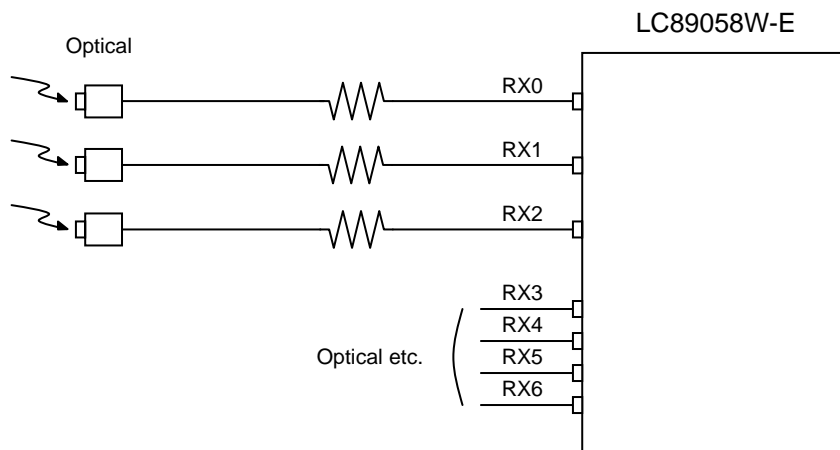 LC89058W-E
Optical
RX0
RX1
RX2
RX3
RX4
Optical etc.
RX5
RX6